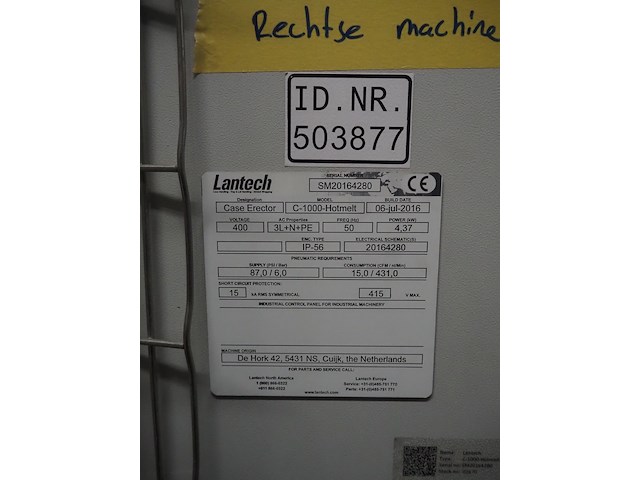 Rechtse machine
ID.NR.
503877
Lantech
SERIAL NUMBER
SM20164280
CE
Designation MODEL BUILD DATE
Case Erector C-1000-Hotmelt 06-jul-2016
VOLTAGE AC Properties FREQ (Hz) POWER (kW)
400 3L+N+PE 50 4,37
ENC. TYPE ELECTRICAL SCHEMATIC(S)
IP-56 20164280
PNEUMATIC REQUIREMENTS
SUPPLY (PSI / Bar) CONSUMPTION (CFM / nl/Min)
87,0 / 6,0 15,0 / 431,0
SHORT CIRCUIT PROTECTION:
15 kA RMS SYMMETRICAL 415 V MAX.
INDUSTRIAL CONTROL PANEL FOR INDUSTRIAL MACHINERY
MACHINE ORIGIN
De Hork 42, 5431 NS, Cuijk, the Netherlands
FOR PARTS AND SERVICE CALL:
Lantech North America Lantech Europe
www.lantech.com
Name: Lantech